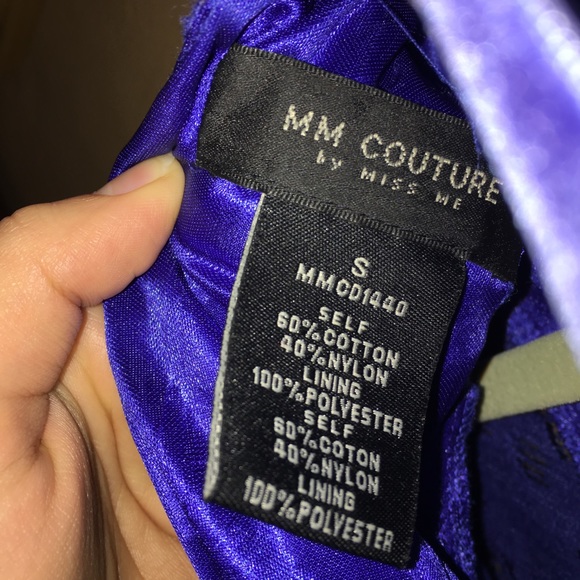 MM COUTURE
by MISS ME
S
MMCD1440
SELF
60%COTTON
40%NYLON
LINING
100%POLYESTER
SELF
60%COTON
40%NYLON
LINING
100%POLYESTER